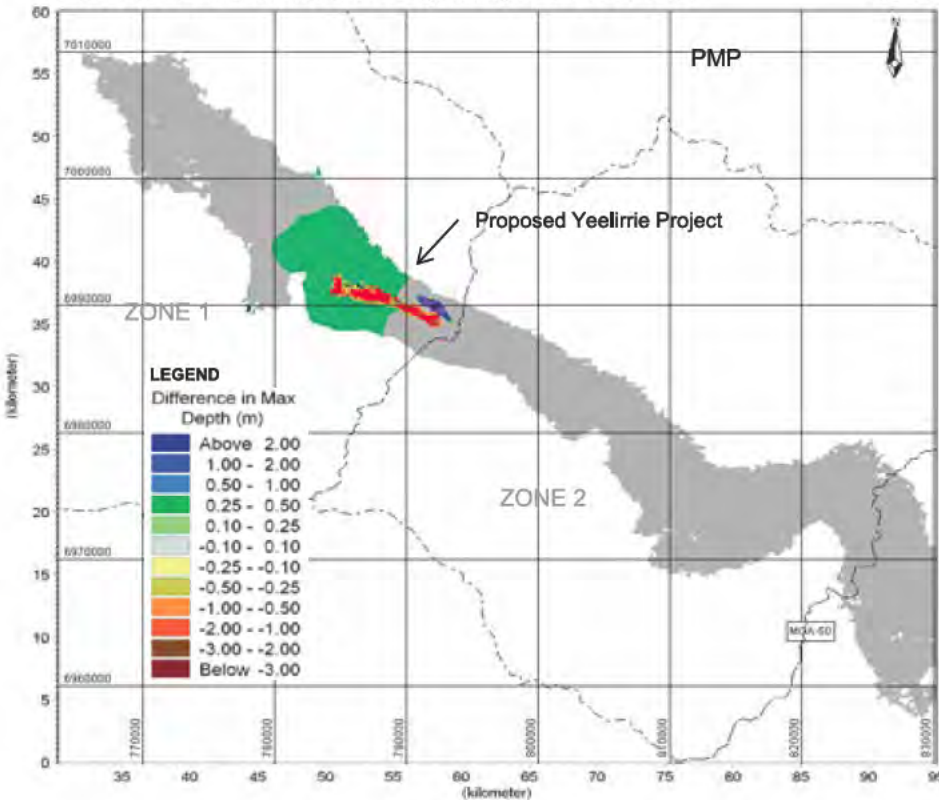 60
7010000
PMP
55
50
7000000
45
Proposed Yeelirrie Project
40
6990000
ZONE 1
35
(kilometer)
LEGEND
Difference in Max
Depth (m)
Above 2.00
1.00 - 2.00
0.50 - 1.00
0.25 - 0.50
0.10 - 0.25
-0.10 - 0.10
-0.25 - -0.10
-0.50 - -0.25
-1.00 - -0.50
-2.00 - -1.00
-3.00 - -2.00
Below -3.00
30
6980000
25
ZONE 2
20
6970000
15
10
MGA-50
6960000
5
0
770000
800000
810000
820000
830000
35 40 45 50 55 60 65 70 75 80 85 90 95
(kilometer)